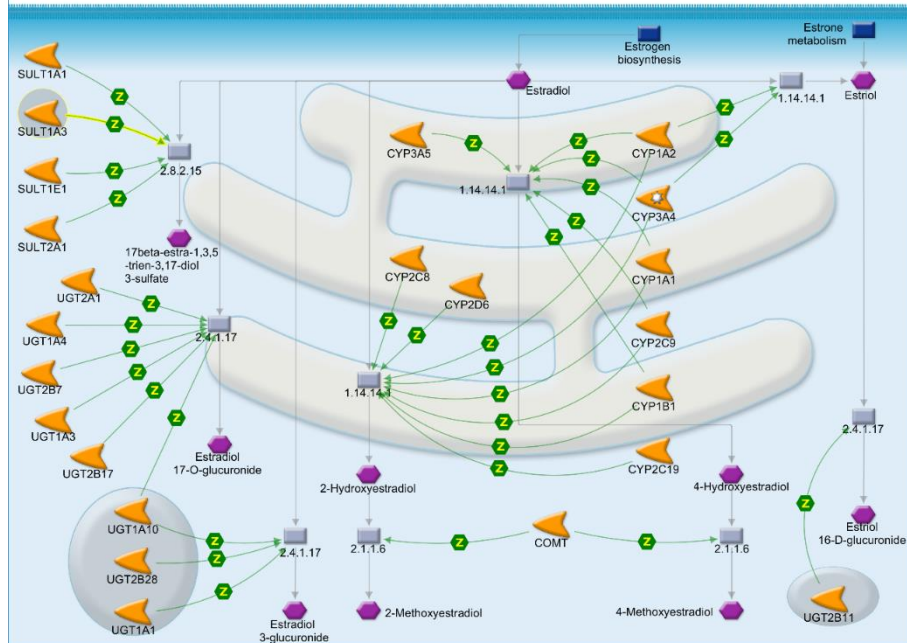 Estrogen
biosynthesis
Estrone
metabolism
SULT1A1
Z
Estradiol
1.14.14.1
Estriol
SULT1A3
Z
Z
CYP3A5
Z
CYP1A2
Z
Z
2.8.2.15
SULT1E1
Z
1.14.14.1
Z
CYP3A4
SULT2A1
Z
Z
17beta-estra-1,3,5
-trien-3,17-diol
3-sulfate
CYP2C8
CYP1A1
Z
UGT2A1
Z
CYP2D6
Z
UGT1A4
Z
2.4.1.17
Z
Z
CYP2C9
Z
UGT2B7
Z
1.14.14.1
Z
Z
CYP1B1
UGT1A3
Z
Z
Z
2.4.1.17
UGT2B17
Z
Estradiol
17-O-glucuronide
Z
CYP2C19
2-Hydroxyestradiol
4-Hydroxyestradiol
Z
UGT1A10
Z
2.4.1.17
2.1.1.6
Z
COMT
Z
2.1.1.6
Estriol
16-D-glucuronide
UGT2B28
Z
UGT1A1
Z
Estradiol
3-glucuronide
2-Methoxyestradiol
4-Methoxyestradiol
UGT2B11